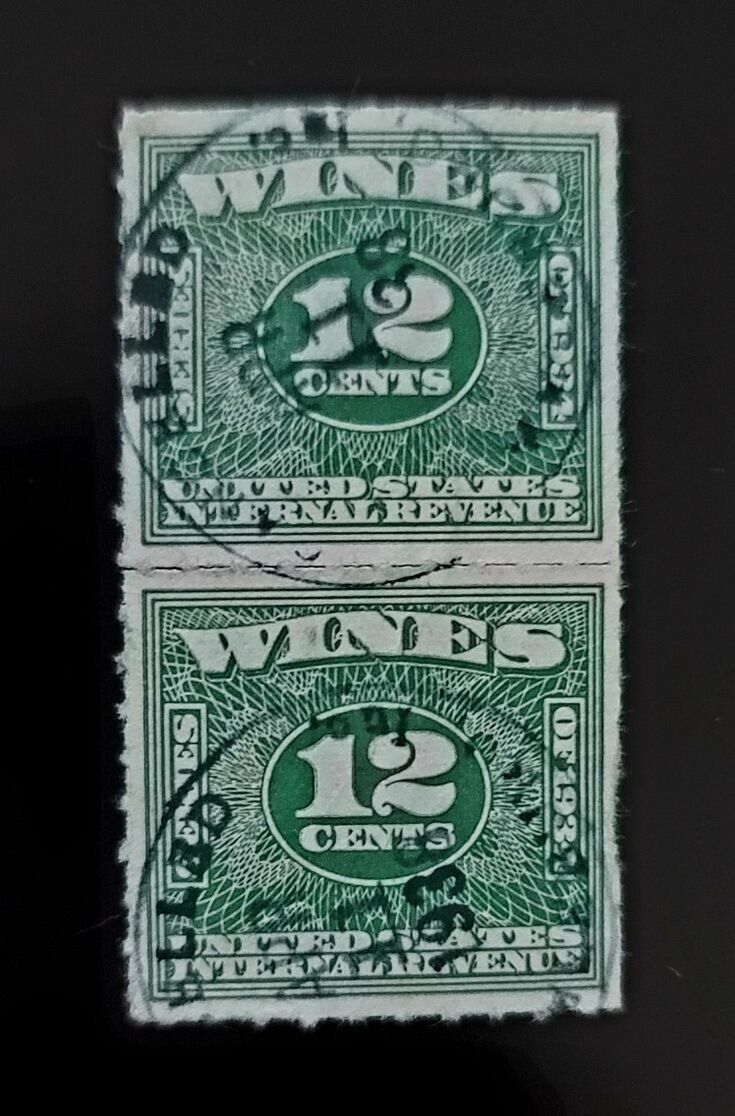 WINES
SERIES
OF 1934
12
CENTS
UNITED STATES
INTERNAL REVENUE
WINES
SERIES
OF 1934
12
CENTS
1938
UNITED STATES
INTERNAL REVENUE